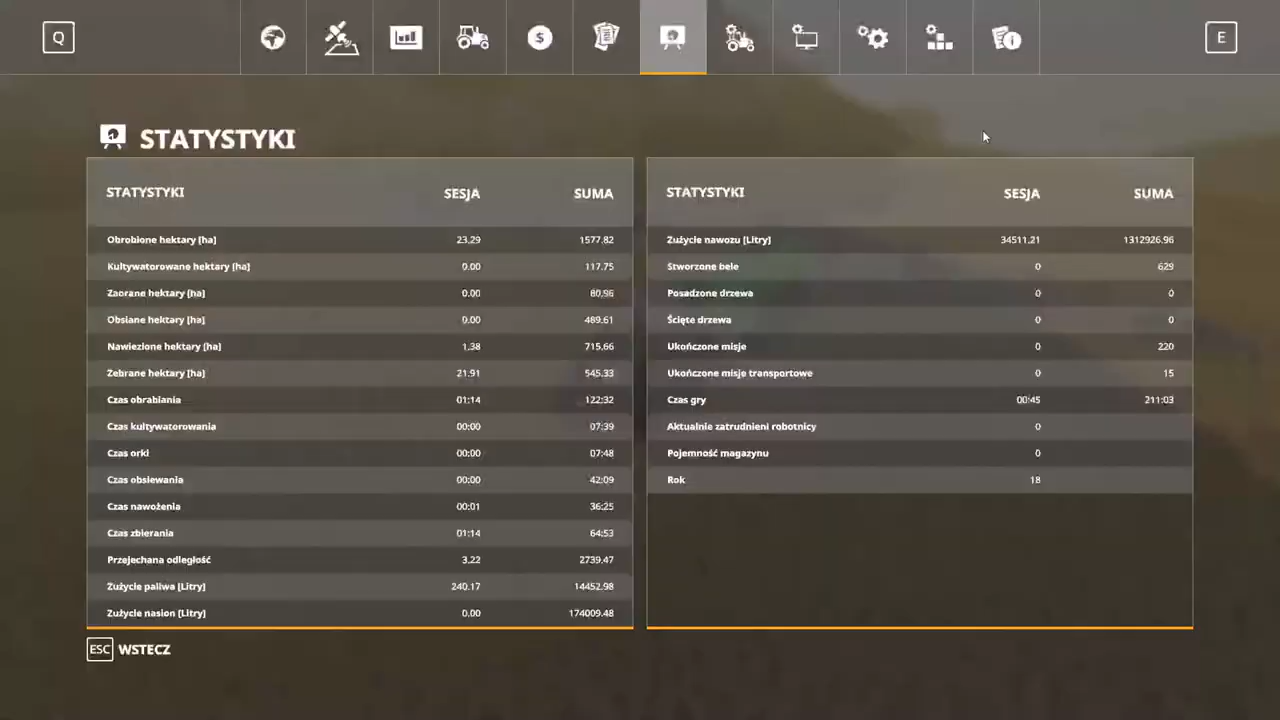 Q
E
STATYSTYKI
STATYSTYKI SESJA SUMA
Obrobione hektary [ha] 23.29 1577.82
Kultywatorowane hektary [ha] 0.00 117.75
Zaorane hektary [ha] 0.00 80.96
Obsiane hektary [ha] 0.00 489.61
Nawiezione hektary [ha] 1.38 715.66
Zebrane hektary [ha] 21.91 545.33
Czas obrabiania 01:14 122:32
Czas kultywatorowania 00:00 07:39
Czas orki 00:00 07:48
Czas obsiewania 00:00 42:09
Czas nawożenia 00:01 36:25
Czas zbierania 01:14 64:53
Przejechana odległość 3.22 2739.47
Zużycie paliwa [Litry] 240.17 14452.98
Zużycie nasion [Litry] 0.00 174009.48
STATYSTYKI SESJA SUMA
Zużycie nawozu [Litry] 34511.21 1312926.96
Stworzone bele 0 629
Posadzone drzewa 0 0
Ścięte drzewa 0 0
Ukończone misje 0 220
Ukończone misje transportowe 0 15
Czas gry 00:45 211:03
Aktualnie zatrudnieni robotnicy 0
Pojemność magazynu 0
Rok 18
ESC WSTECZ